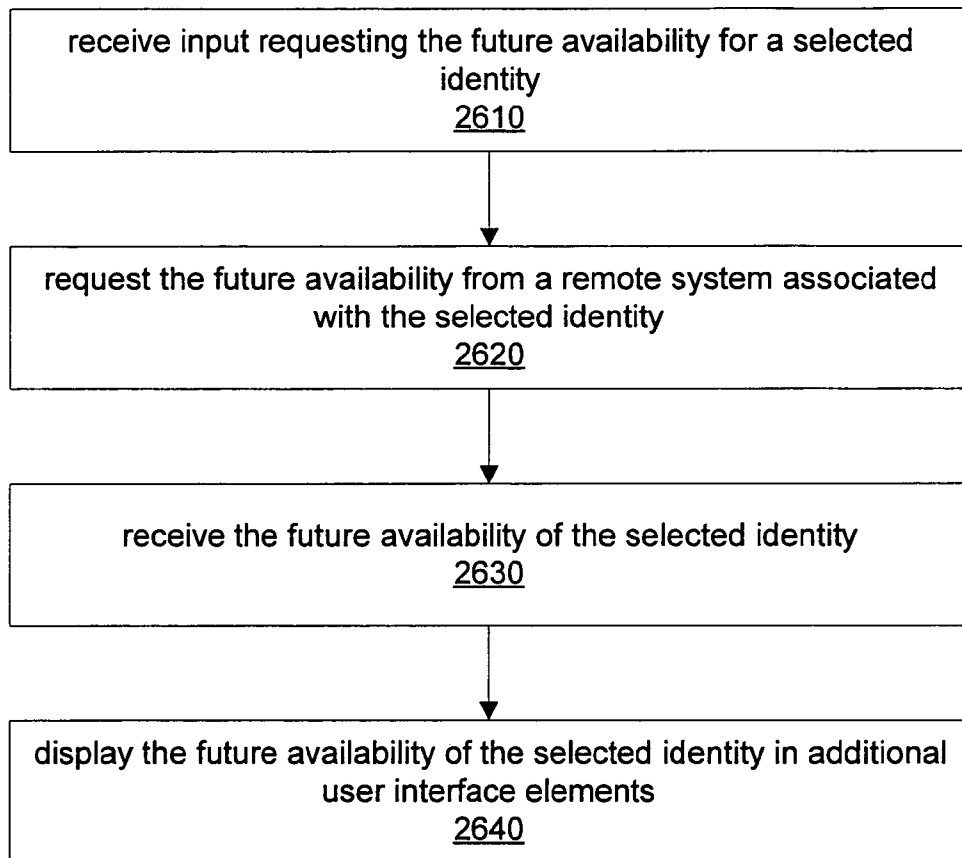 receive input requesting the future availability for a selected
identity
2610
request the future availability from a remote system associated
with the selected identity
2620
receive the future availability of the selected identity
2630
display the future availability of the selected identity in additional
user interface elements
2640